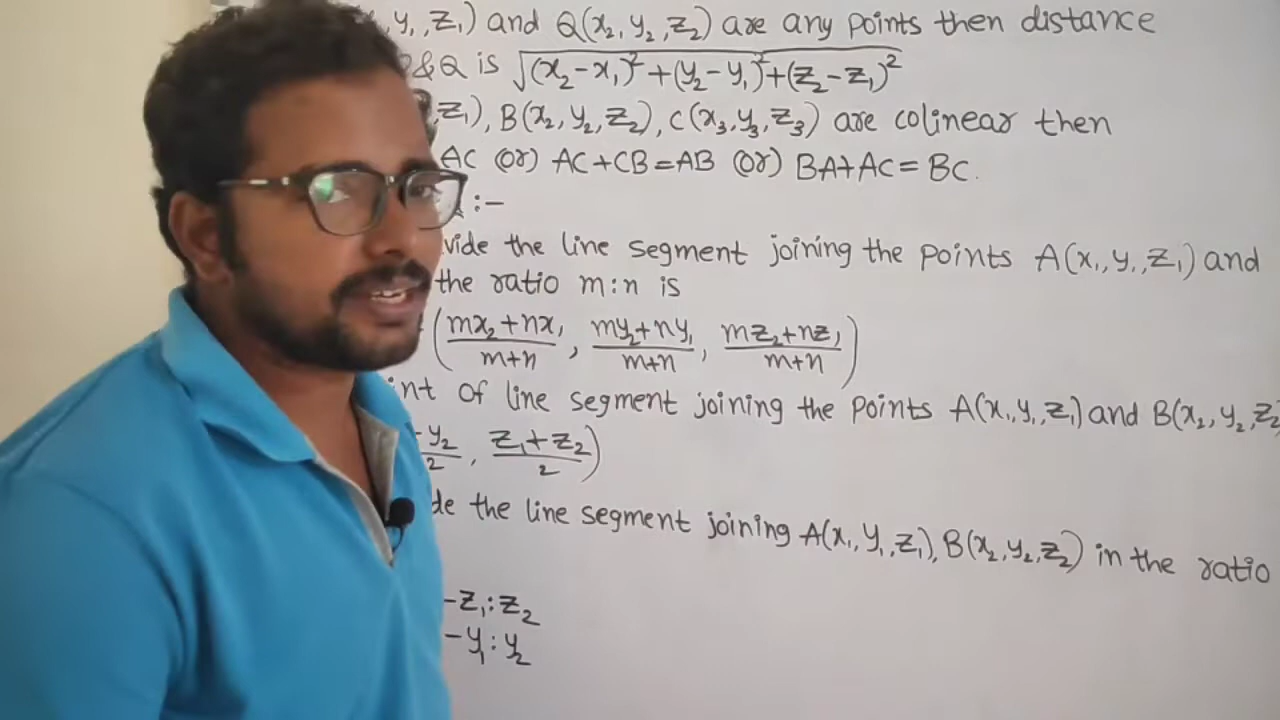 y₁,z₁) and Q(x₂,y₂,z₂) are any points then distance
&Q is √(x₂-x₁)²+(y₂-y₁)²+(z₂-z₁)²
z₁), B(x₂,y₂,z₂), C(x₃,y₃,z₃) are colinear then
AC (or) AC+CB=AB (or) BA+AC=BC.
:-
vide the line segment joining the points A(x₁,y₁,z₁) and
the ratio m:n is
(mx₂+nx₁/m+n, my₂+ny₁/m+n, mz₂+nz₁/m+n)
int of line segment joining the points A(x₁,y₁,z₁) and B(x₂,y₂,z₂
y₂/2, z₁+z₂/2)
de the line segment joining A(x₁,y₁,z₁), B(x₂,y₂,z₂) in the ratio
-z₁:z₂
-y₁:y₂